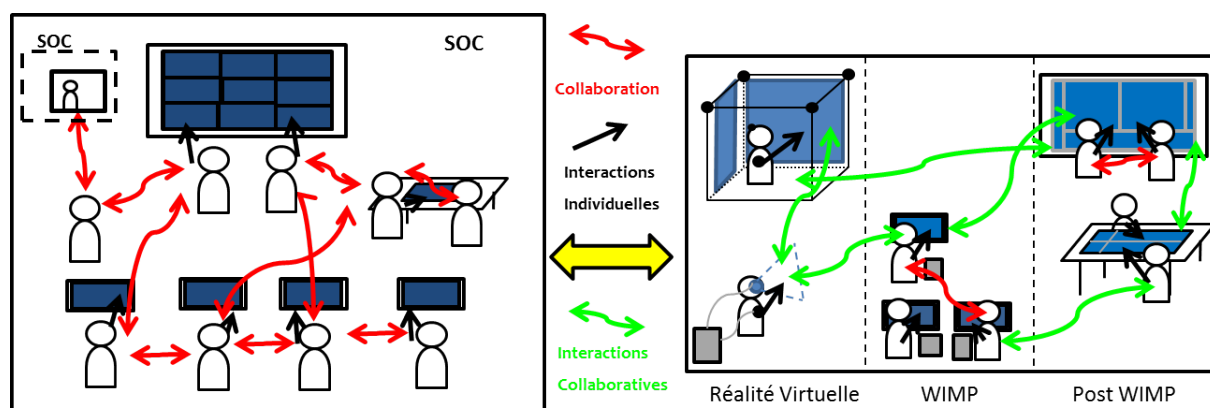 SOC
SOC
Collaboration
Interactions
Individuelles
Interactions
Collaboratives
Réalité Virtuelle
WIMP
Post WIMP